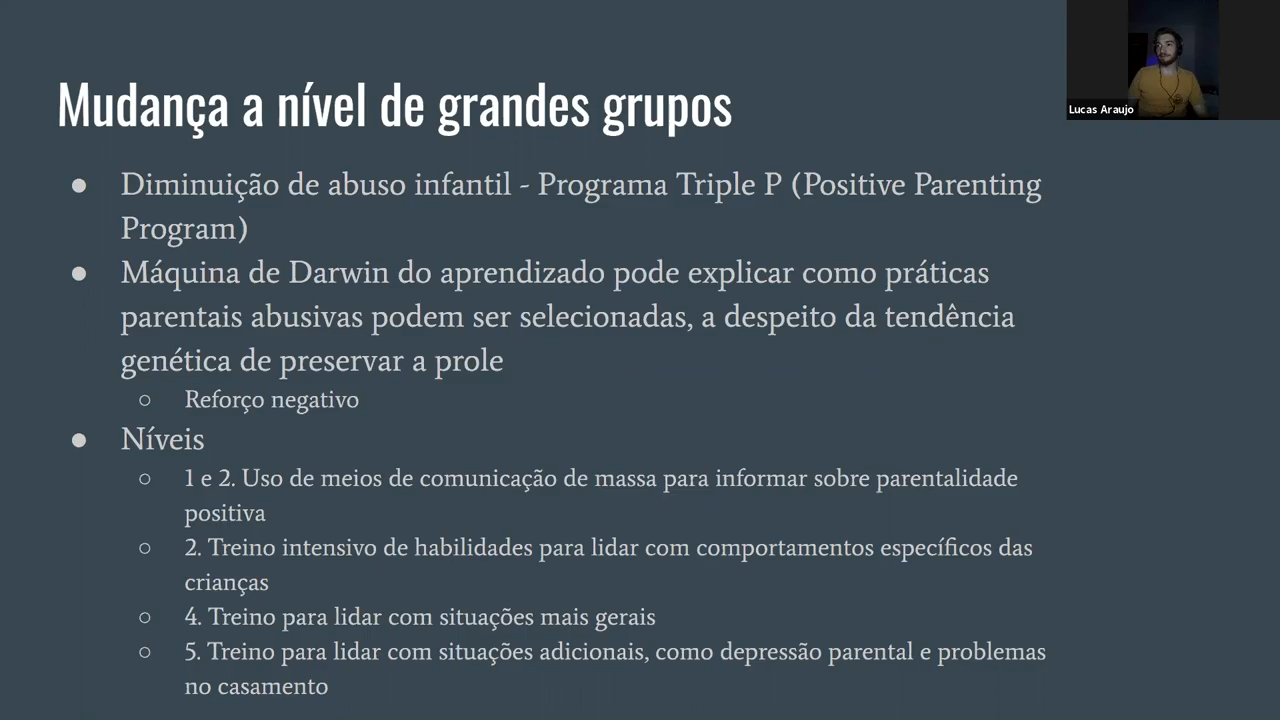 Mudança a nível de grandes grupos
Lucas Araujo
● Diminuição de abuso infantil - Programa Triple P (Positive Parenting
Program)
● Máquina de Darwin do aprendizado pode explicar como práticas
parentais abusivas podem ser selecionadas, a despeito da tendência
genética de preservar a prole
○ Reforço negativo
● Níveis
○ 1 e 2. Uso de meios de comunicação de massa para informar sobre parentalidade
positiva
○ 2. Treino intensivo de habilidades para lidar com comportamentos específicos das
crianças
○ 4. Treino para lidar com situações mais gerais
○ 5. Treino para lidar com situações adicionais, como depressão parental e problemas
no casamento